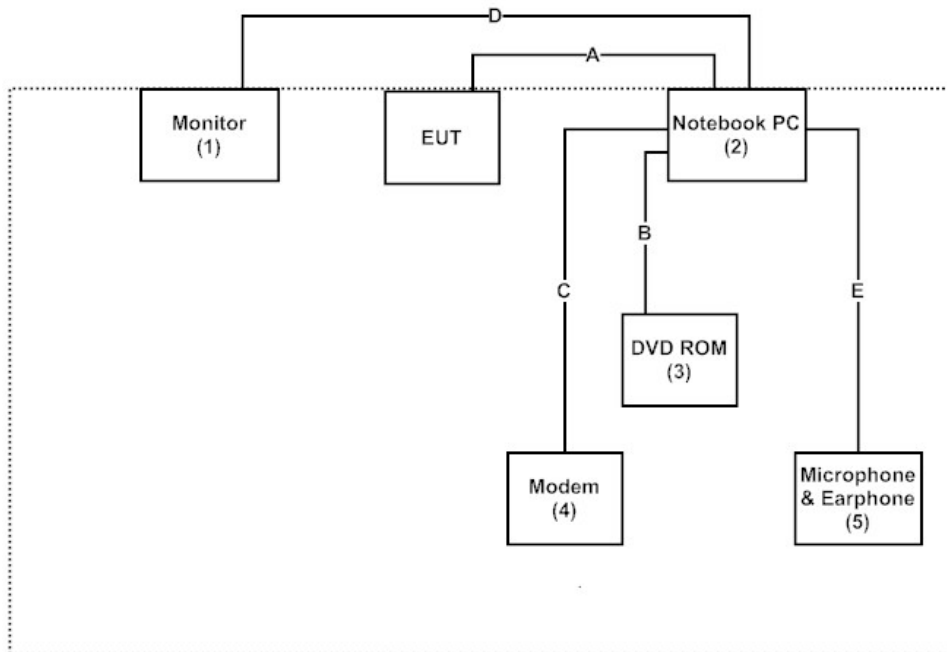 D
A
Monitor
(1)
EUT
Notebook PC
(2)
B
C
E
DVD ROM
(3)
Modem
(4)
Microphone
& Earphone
(5)